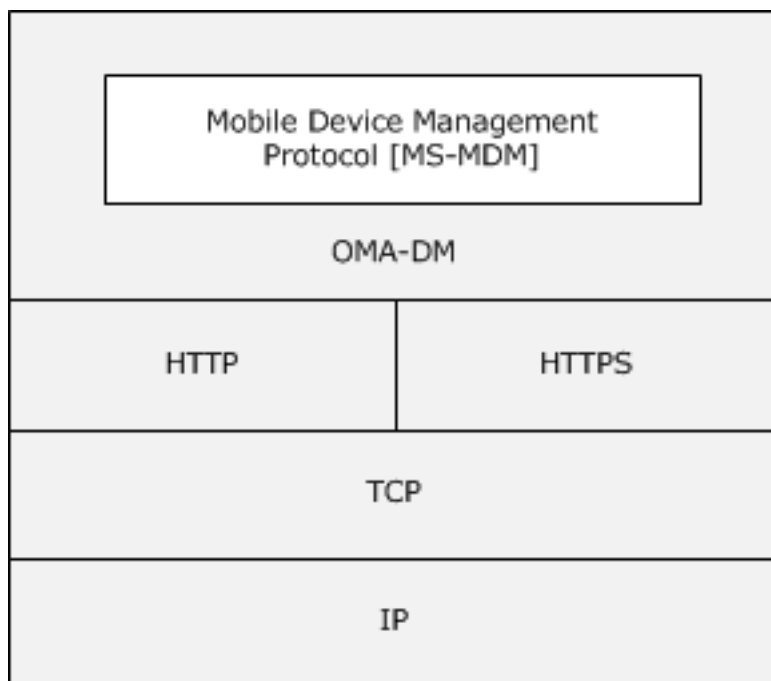 Mobile Device Management
Protocol [MS-MDM]
OMA-DM
HTTP
HTTPS
TCP
IP